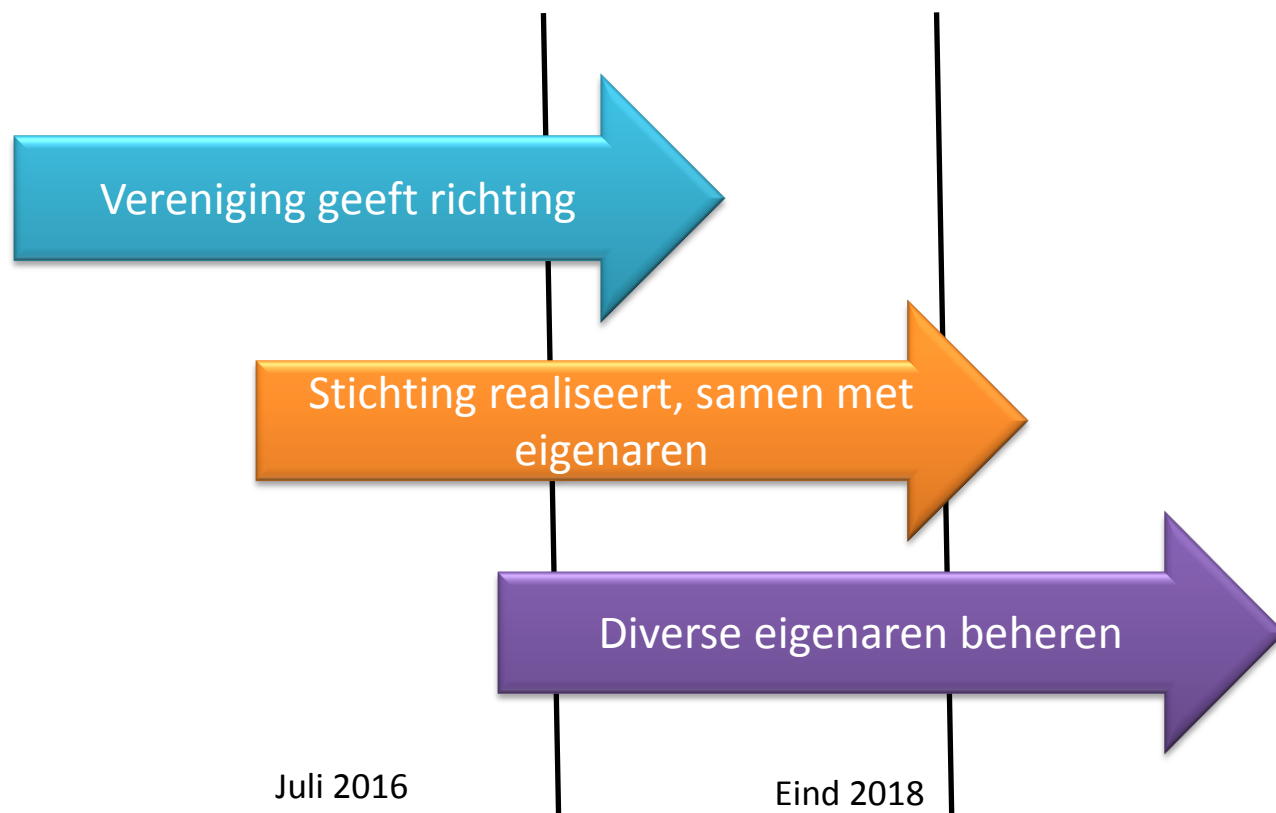 Vereniging geeft richting
Stichting realiseert, samen met
eigenaren
Diverse eigenaren beheren
Juli 2016
Eind 2018